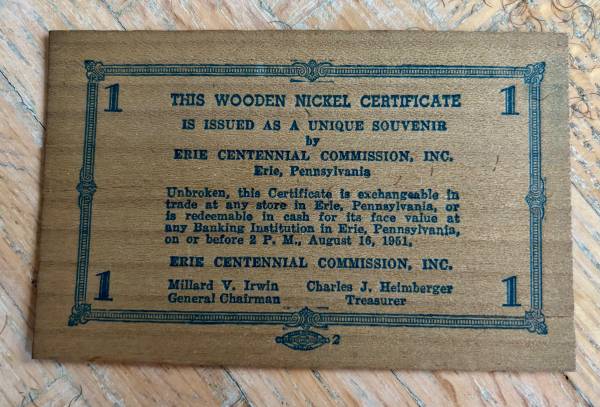 1 1
THIS WOODEN NICKEL CERTIFICATE
IS ISSUED AS A UNIQUE SOUVENIR
by
ERIE CENTENNIAL COMMISSION, INC.
Erie, Pennsylvania
Unbroken, this Certificate is exchangeable in
trade at any store in Erie, Pennsylvania, or
is redeemable in cash for its face value at
any Banking Institution in Erie, Pennsylvania,
on or before 2 P. M., August 16, 1951.
ERIE CENTENNIAL COMMISSION, INC.
Millard V. Irwin Charles J. Heimberger
General Chairman Treasurer
1 1
2